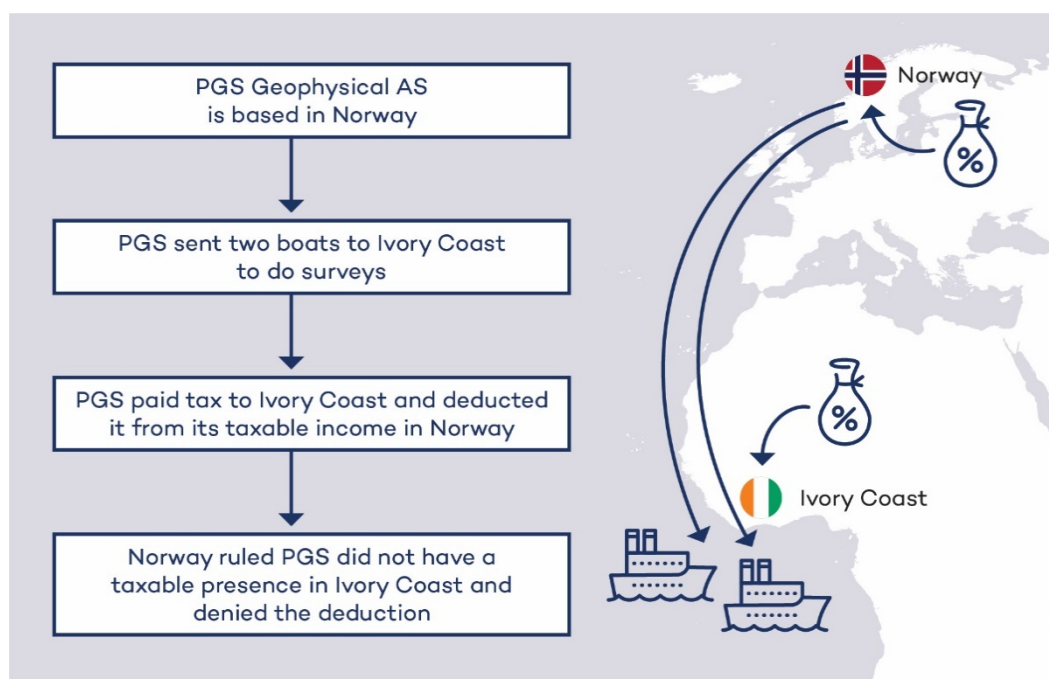 PGS Geophysical AS
is based in Norway
PGS sent two boats to Ivory Coast
to do surveys
PGS paid tax to Ivory Coast and deducted
it from its taxable income in Norway
Norway ruled PGS did not have a
taxable presence in Ivory Coast and
denied the deduction
Norway
%
%
Ivory Coast